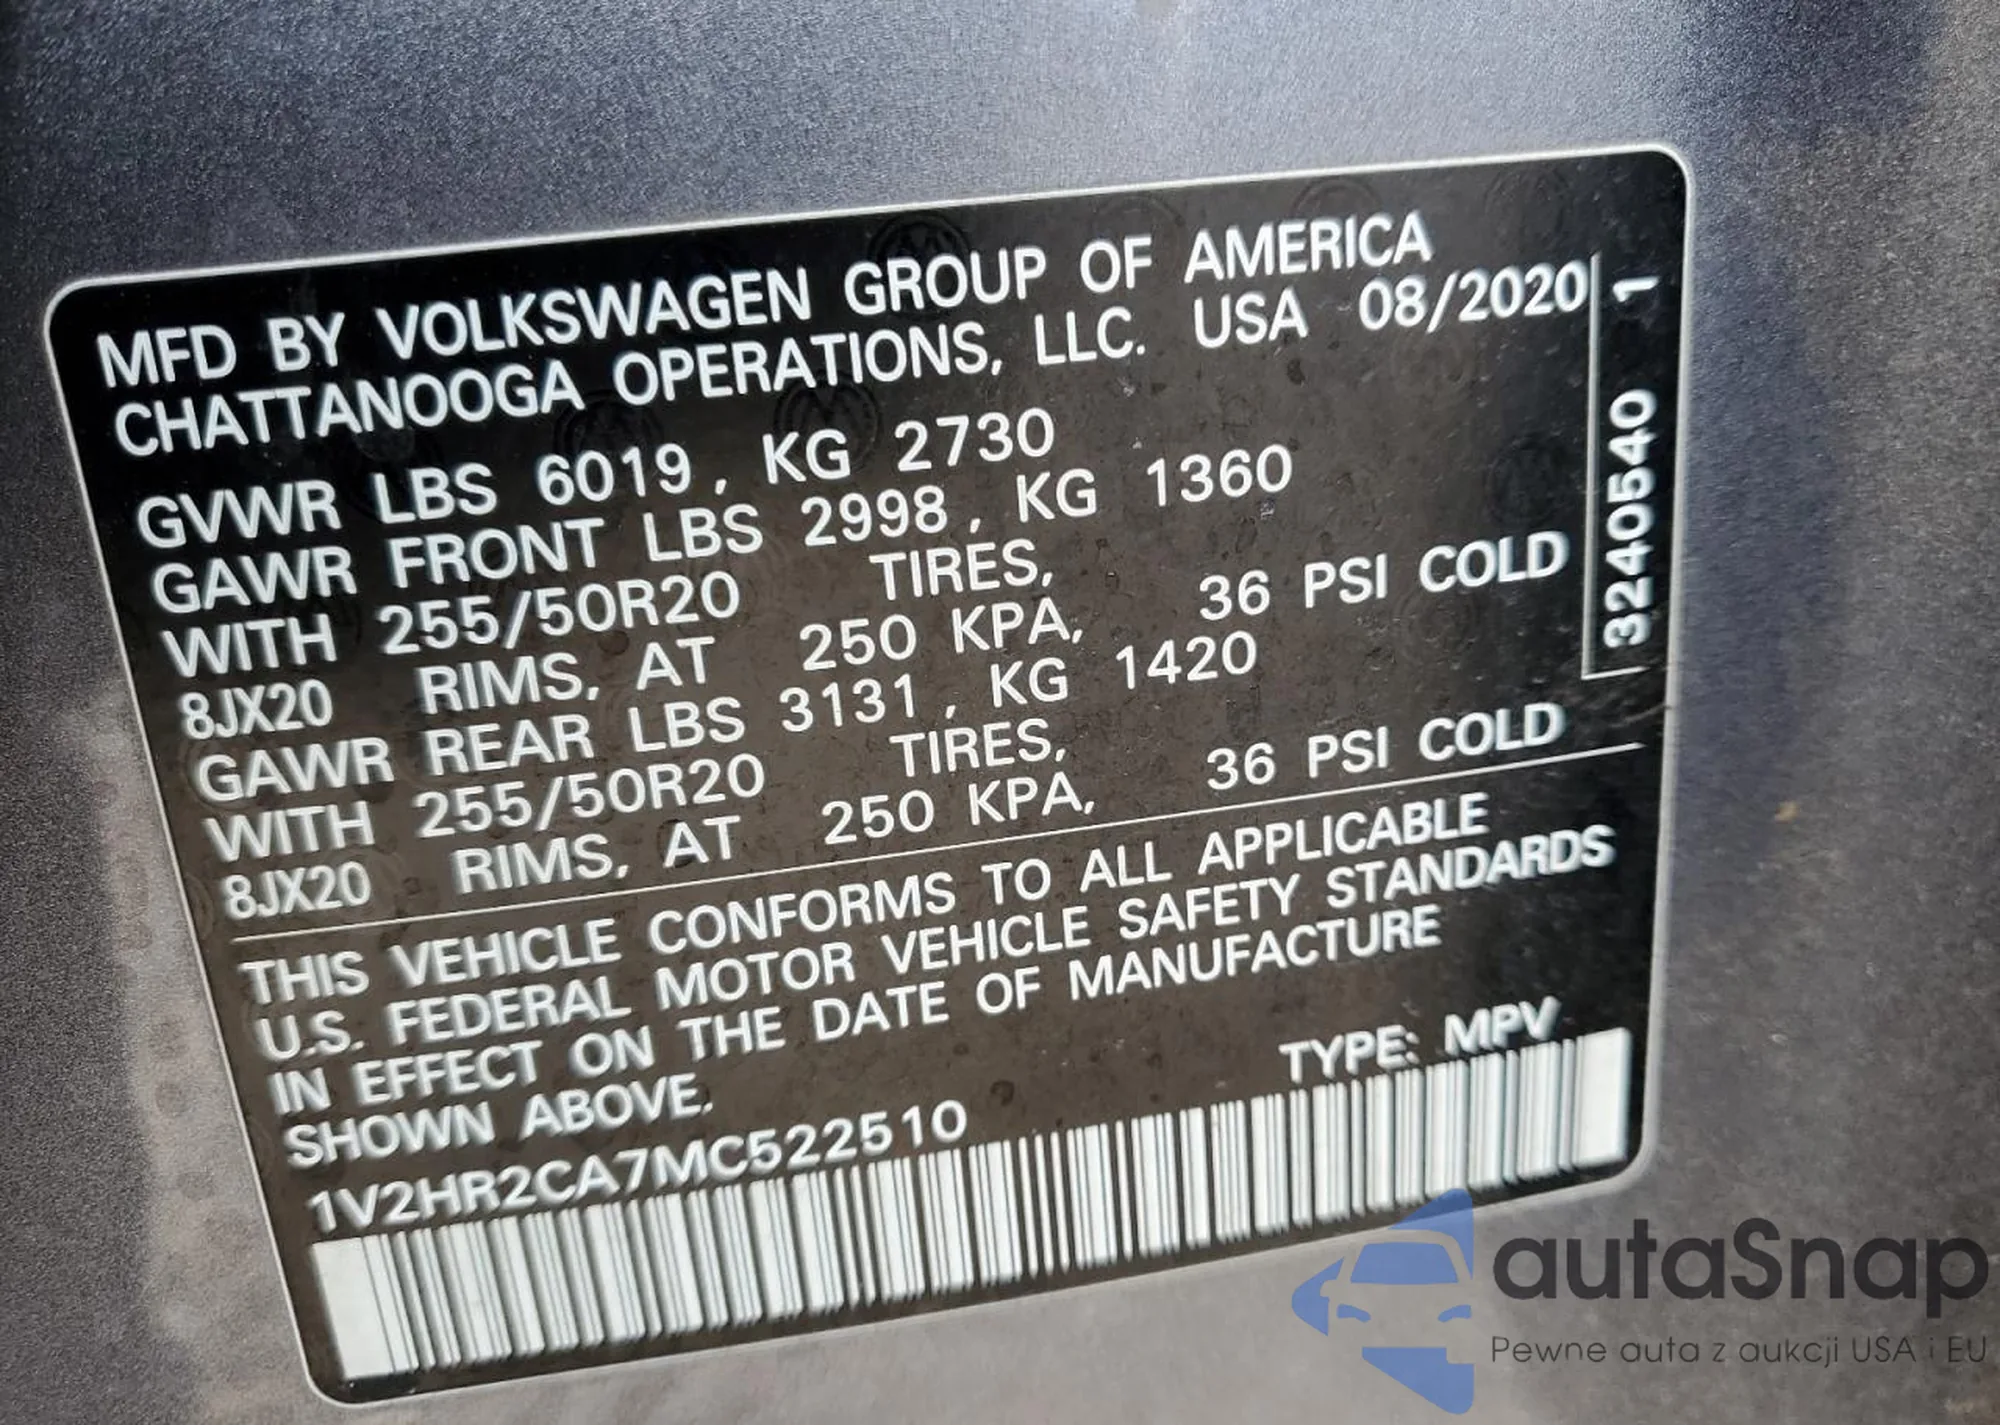 MFD BY VOLKSWAGEN GROUP OF AMERICA
CHATTANOOGA OPERATIONS, LLC. USA 08/2020
GVWR LBS 6019, KG 2730
GAWR FRONT LBS 2998, KG 1360
WITH 255/50R20 TIRES,
8JX20 RIMS, AT 250 KPA, 36 PSI COLD
GAWR REAR LBS 3131, KG 1420
WITH 255/50R20 TIRES,
8JX20 RIMS, AT 250 KPA, 36 PSI COLD
3240540 1
THIS VEHICLE CONFORMS TO ALL APPLICABLE
U.S. FEDERAL MOTOR VEHICLE SAFETY STANDARDS
IN EFFECT ON THE DATE OF MANUFACTURE
SHOWN ABOVE.
TYPE: MPV
1V2HR2CA7MC522510
autaSnap
Pewne auta z aukcji USA i EU